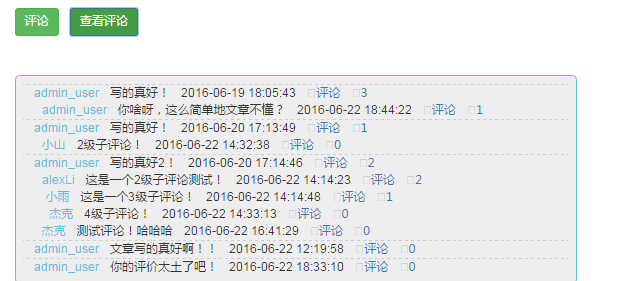 评论 查看评论
admin_user 写的真好！ 2016-06-19 18:05:43 评论 3
admin_user 你啥呀，这么简单地文章不懂？ 2016-06-22 18:44:22 评论 1
admin_user 写的真好！ 2016-06-20 17:13:49 评论 1
小山 2级子评论！ 2016-06-22 14:32:38 评论 0
admin_user 写的真好2！ 2016-06-20 17:14:46 评论 2
alexLi 这是一个2级子评论测试！ 2016-06-22 14:14:23 评论 2
小雨 这是一个3级子评论！ 2016-06-22 14:14:48 评论 1
杰克 4级子评论！ 2016-06-22 14:33:13 评论 0
杰克 测试评论！哈哈哈 2016-06-22 16:41:29 评论 0
admin_user 文章写的真好啊！！ 2016-06-22 12:19:58 评论 0
admin_user 你的评价太土了吧！ 2016-06-22 18:33:10 评论 0